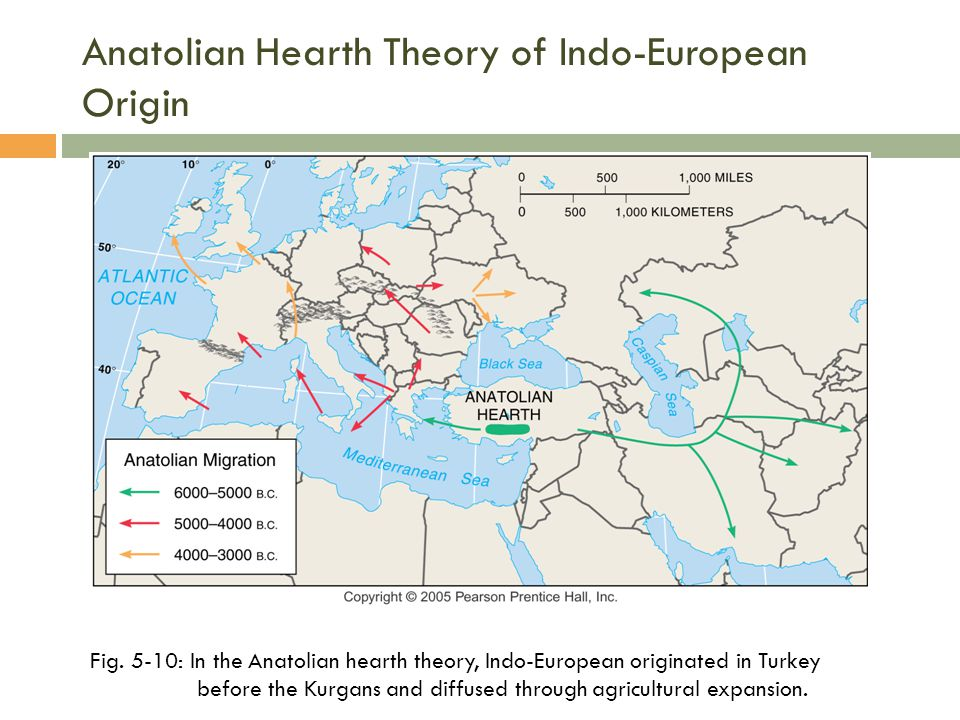 Anatolian Hearth Theory of Indo-European
Origin
20°
10°
0°
0 500 1,000 MILES
0 500 1,000 KILOMETERS
50°
ATLANTIC
OCEAN
40°
Black Sea
Caspian
Sea
ANATOLIAN
HEARTH
Mediterranean Sea
Anatolian Migration
6000–5000 B.C.
5000–4000 B.C.
4000–3000 B.C.
Copyright © 2005 Pearson Prentice Hall, Inc.
Fig. 5-10: In the Anatolian hearth theory, Indo-European originated in Turkey
before the Kurgans and diffused through agricultural expansion.